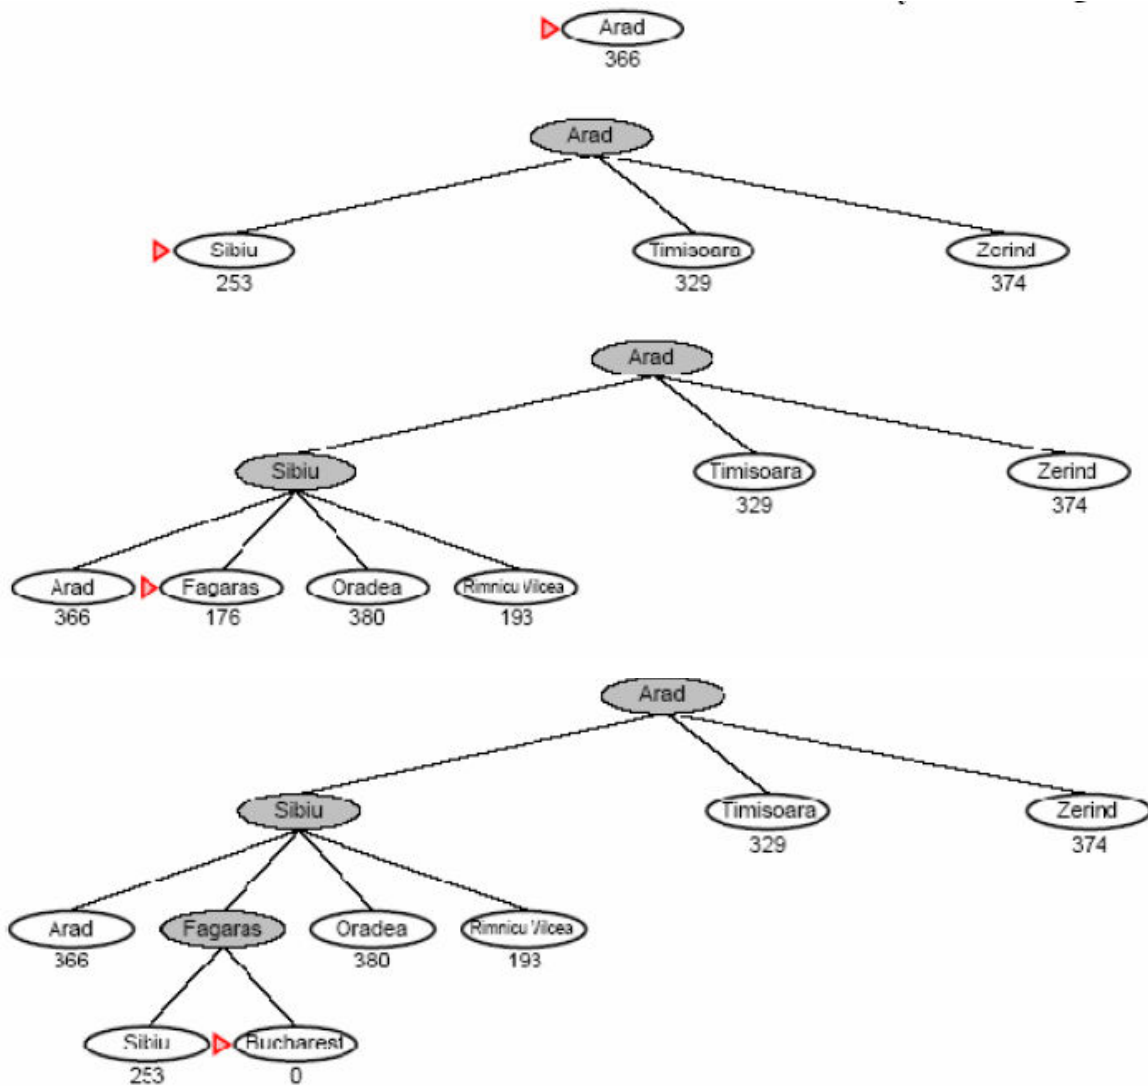 Arad
366
Arad
Sibiu Timisoara Zerind
253 329 374
Arad
Sibiu Timisoara Zerind
329 374
Arad Fagaras Oradea Rimnicu Vilcea
366 176 380 193
Arad
Sibiu Timisoara Zerind
329 374
Arad Fagaras Oradea Rimnicu Vilcea
366 380 193
Sibiu Bucharest
253 0